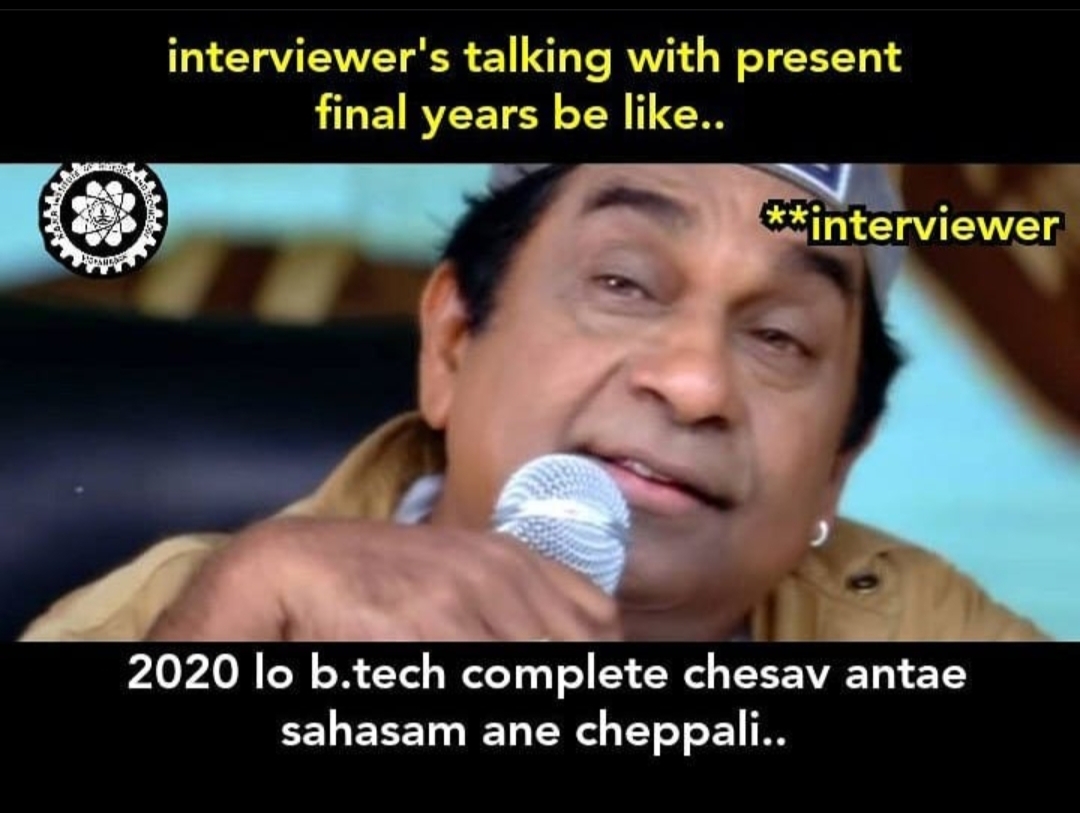 interviewer's talking with present
final years be like..
**interviewer
2020 lo b.tech complete chesav antae
sahasam ane cheppali..